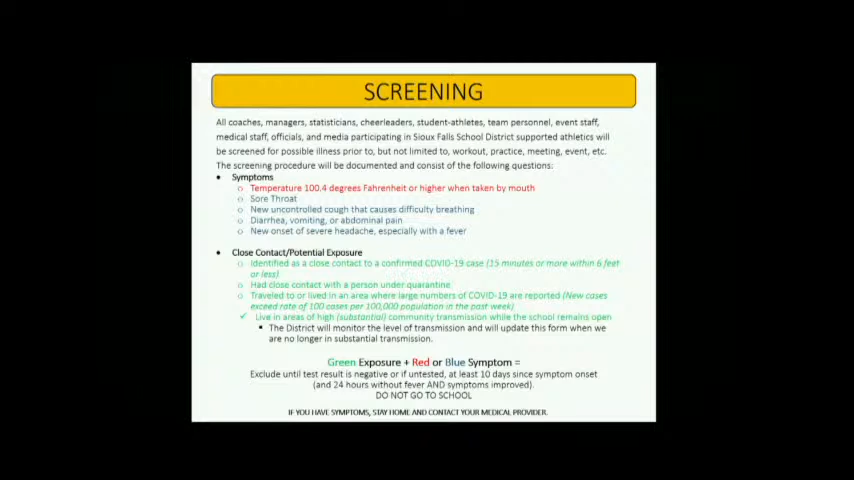 SCREENING
All coaches, managers, statisticians, cheerleaders, student-athletes, team personnel, event staff,
medical staff, officials, and media participating in Sioux Falls School District supported athletics will
be screened for possible illness prior to, but not limited to, workout, practice, meeting, event, etc.
The screening procedure will be documented and consist of the following questions:
• Symptoms
o Temperature 100.4 degrees Fahrenheit or higher when taken by mouth
o Sore Throat
o New uncontrolled cough that causes difficulty breathing
o Diarrhea, vomiting, or abdominal pain
o New onset of severe headache, especially with a fever
• Close Contact/Potential Exposure
o Identified as a close contact to a confirmed COVID-19 case (15 minutes or more within 6 feet
or less)
o Had close contact with a person under quarantine
o Traveled to or lived in an area where large numbers of COVID-19 are reported (New cases
exceed rate of 100 cases per 100,000 population in the past week)
✓ Live in areas of high (substantial) community transmission while the school remains open
▪ The District will monitor the level of transmission and will update this form when we
are no longer in substantial transmission.
Green Exposure + Red or Blue Symptom =
Exclude until test result is negative or if untested, at least 10 days since symptom onset
(and 24 hours without fever AND symptoms improved).
DO NOT GO TO SCHOOL
IF YOU HAVE SYMPTOMS, STAY HOME AND CONTACT YOUR MEDICAL PROVIDER.